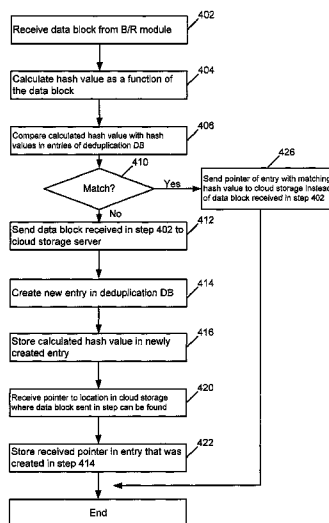 402
Receive data block from B/R module
404
Calculate hash value as a function
of the data block
406
Compare calculated hash value with hash
values in entries of deduplication DB
410
Match?
Yes
No
426
Send pointer of entry with matching
hash value to cloud storage instead
of data block received in step 402
412
Send data block received in step 402 to
cloud storage server
414
Create new entry in deduplication DB
416
Store calculated hash value in newly
created entry
420
Receive pointer to location in cloud storage
where data block sent in step can be found
422
Store received pointer in entry that was
created in step 414
End